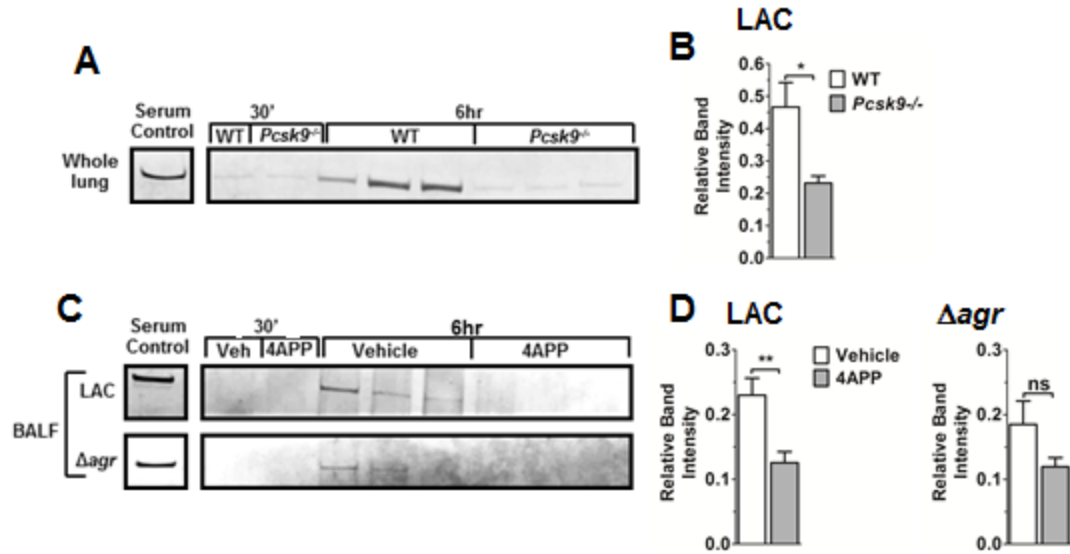 A
Serum
Control
30'
6hr
WT
Pcsk9-/-
WT
Pcsk9-/-
Whole
lung
B
LAC
Relative Band
Intensity
0.6
0.5
0.4
0.3
0.2
0.1
0.0
*
WT
Pcsk9-/-
C
Serum
Control
30'
6hr
Veh
4APP
Vehicle
4APP
BALF
LAC
Δagr
D
LAC
Relative Band
Intensity
0.3
0.2
0.1
0.0
**
Vehicle
4APP
Δagr
Relative Band
Intensity
0.3
0.2
0.1
0.0
ns